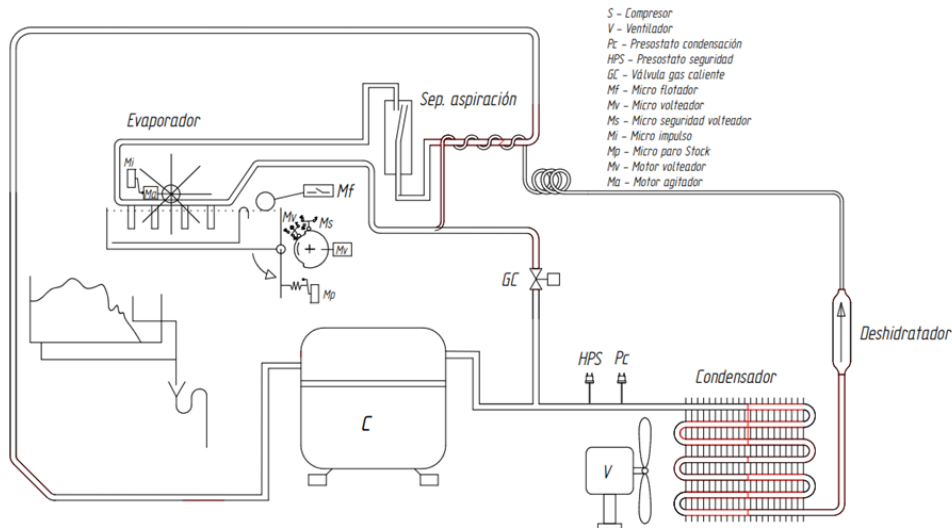 S - Compresor
V - Ventilador
Pc - Presostato condensación
HPS - Presostato seguridad
GC - Válvula gas caliente
Mf - Micro flotador
Mv - Micro volteador
Ms - Micro seguridad volteador
Mi - Micro impulso
Mp - Micro paro Stock
Mv - Motor volteador
Ma - Motor agitador
Sep. aspiración
Evaporador
Mi
Ma
Mf
Mv
Ms
Mv
GC
Mp
Deshidratador
HPS
Pc
Condensador
C
V